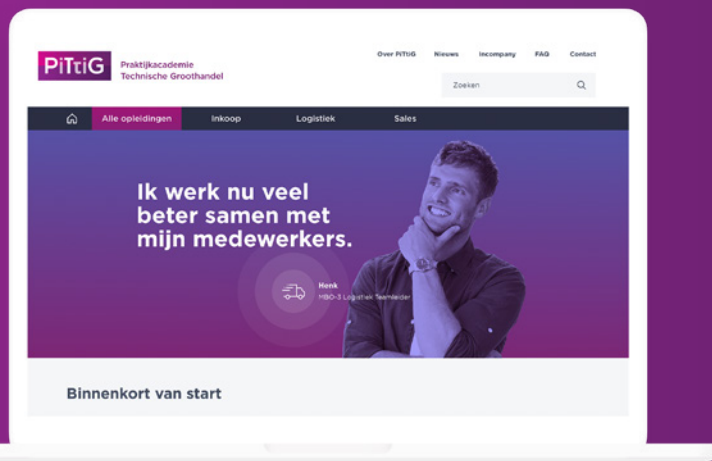 PiTtiG
Praktijkacademie
Technische Groothandel
Over PiTtiG Nieuws Incompany FAQ Contact
Zoeken
Alle opleidingen Inkoop Logistiek Sales
Ik werk nu veel
beter samen met
mijn medewerkers.
Henk
MBO-3 Logistiek Teamleider
Binnenkort van start